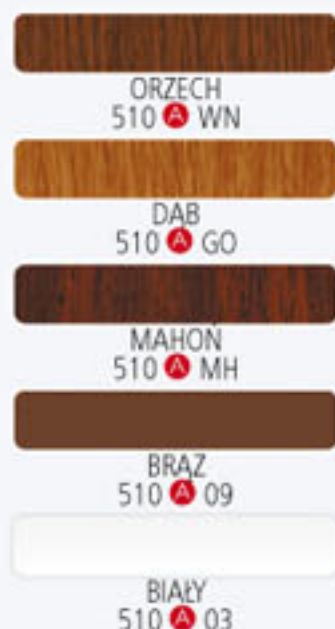 ORZECH
510 A WN
DĄB
510 A GO
MAHOŃ
510 A MH
BRĄZ
510 A 09
BIAŁY
510 A 03